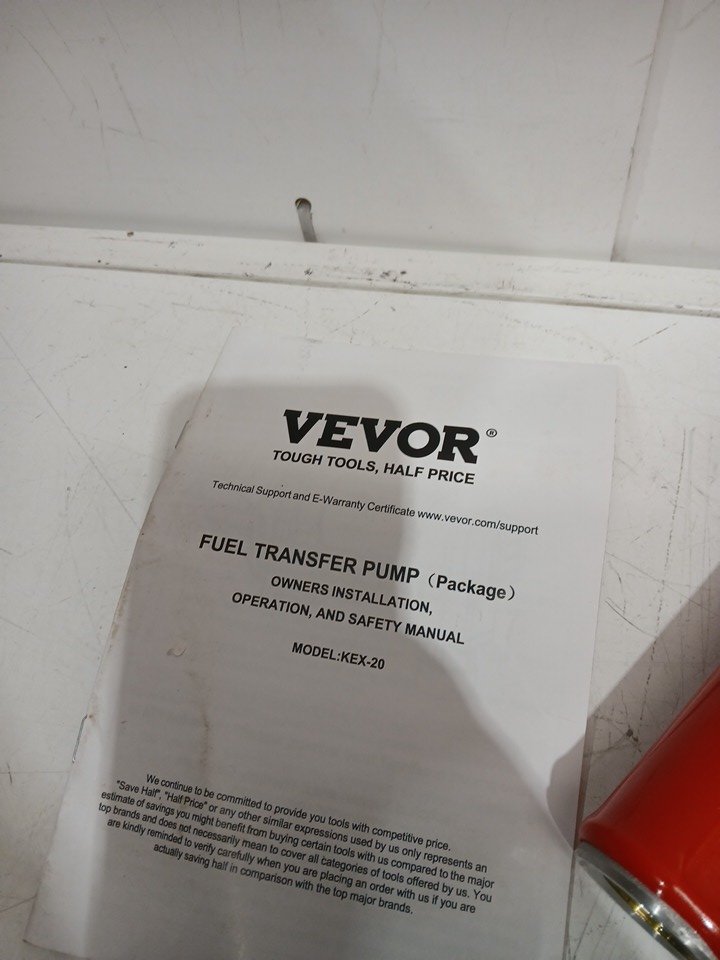 VEVOR®
TOUGH TOOLS, HALF PRICE
Technical Support and E-Warranty Certificate www.vevor.com/support
FUEL TRANSFER PUMP（Package）
OWNERS INSTALLATION,
OPERATION, AND SAFETY MANUAL
MODEL:KEX-20
We continue to be committed to provide you tools with competitive price.
"Save Half", "Half Price" or any other similar expressions used by us only represents an
estimate of savings you might benefit from buying certain tools with us compared to the major
top brands and does not necessarily mean to cover all categories of tools offered by us. You
are kindly reminded to verify carefully when you are placing an order with us if you are
actually saving half in comparison with the top major brands.